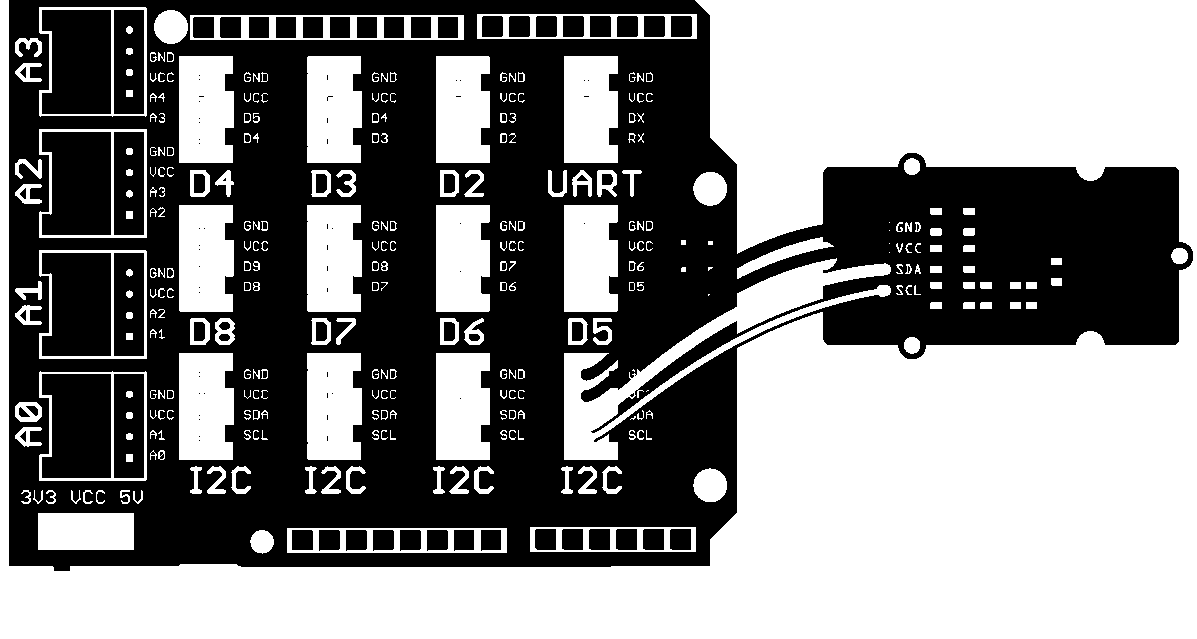 A3
GND
VCC
A4
A3
GND
VCC
D5
D4
D4
GND
VCC
D4
D3
D3
GND
VCC
D3
D2
D2
GND
VCC
DX
RX
UART
A2
GND
VCC
A3
A2
GND
VCC
D9
D8
D8
GND
VCC
D8
D7
D7
GND
VCC
D7
D6
D6
GND
VCC
D6
D5
D5
A1
GND
VCC
A2
A1
A0
GND
VCC
A1
A0
GND
VCC
SDA
SCL
I2C
GND
VCC
SDA
SCL
I2C
GND
VCC
SDA
SCL
I2C
GND
VCC
SDA
SCL
I2C
3V3 VCC 5V
GND
VCC
SDA
SCL